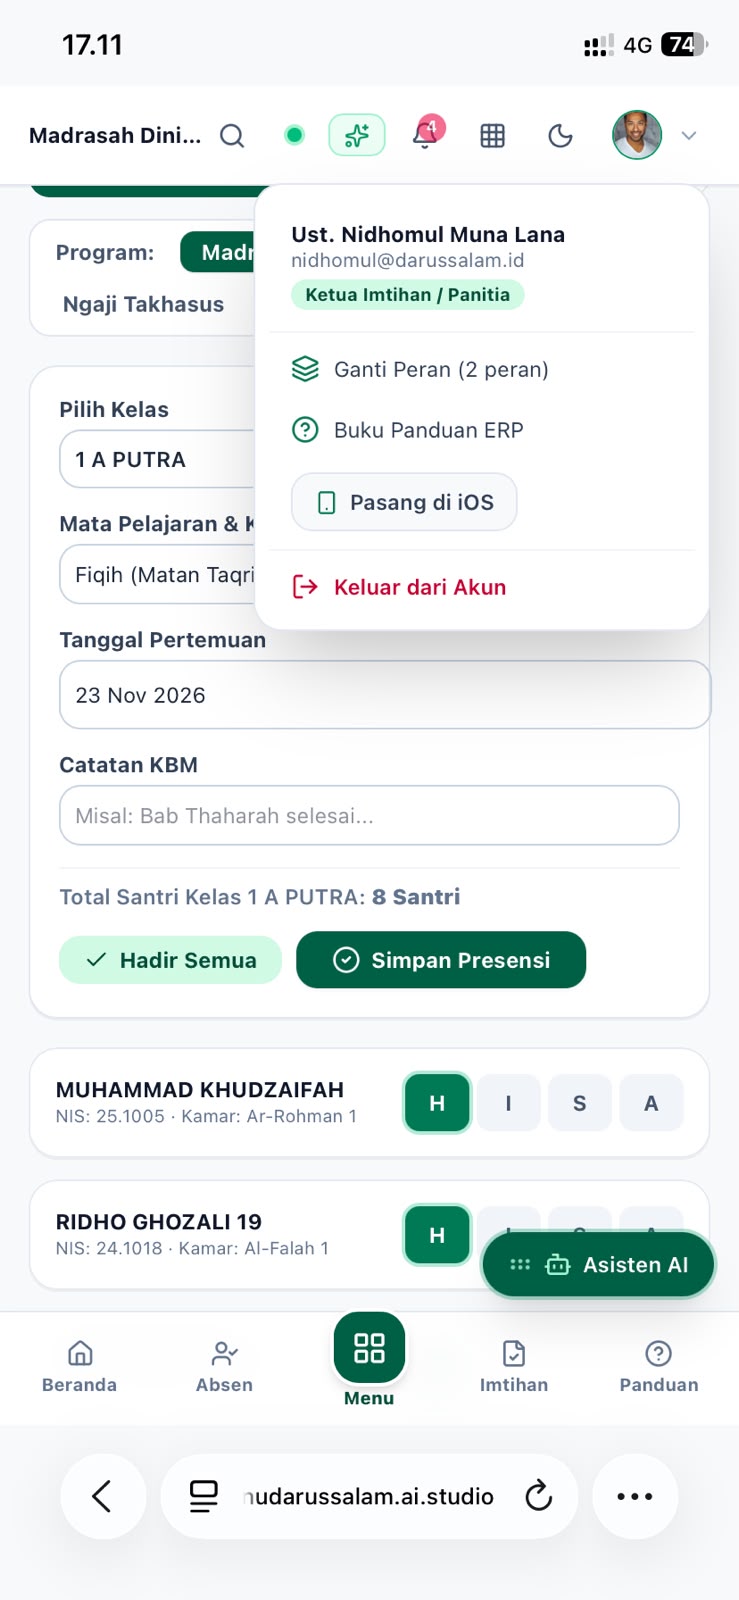 17.11
4G
74
Madrasah Dini...
4
Program:
Madr
Ngaji Takhasus
Ust. Nidhomul Muna Lana
nidhomul@darussalam.id
Ketua Imtihan / Panitia
Ganti Peran (2 peran)
Buku Panduan ERP
Pasang di iOS
Keluar dari Akun
Pilih Kelas
1 A PUTRA
Mata Pelajaran & K
Fiqih (Matan Taqri
Tanggal Pertemuan
23 Nov 2026
Catatan KBM
Misal: Bab Thaharah selesai...
Total Santri Kelas 1 A PUTRA: 8 Santri
Hadir Semua
Simpan Presensi
MUHAMMAD KHUDZAIFAH
NIS: 25.1005 · Kamar: Ar-Rohman 1
H I S A
RIDHO GHOZALI 19
NIS: 24.1018 · Kamar: Al-Falah 1
H
Asisten AI
Beranda
Absen
Menu
Imtihan
Panduan
nudarussalam.ai.studio